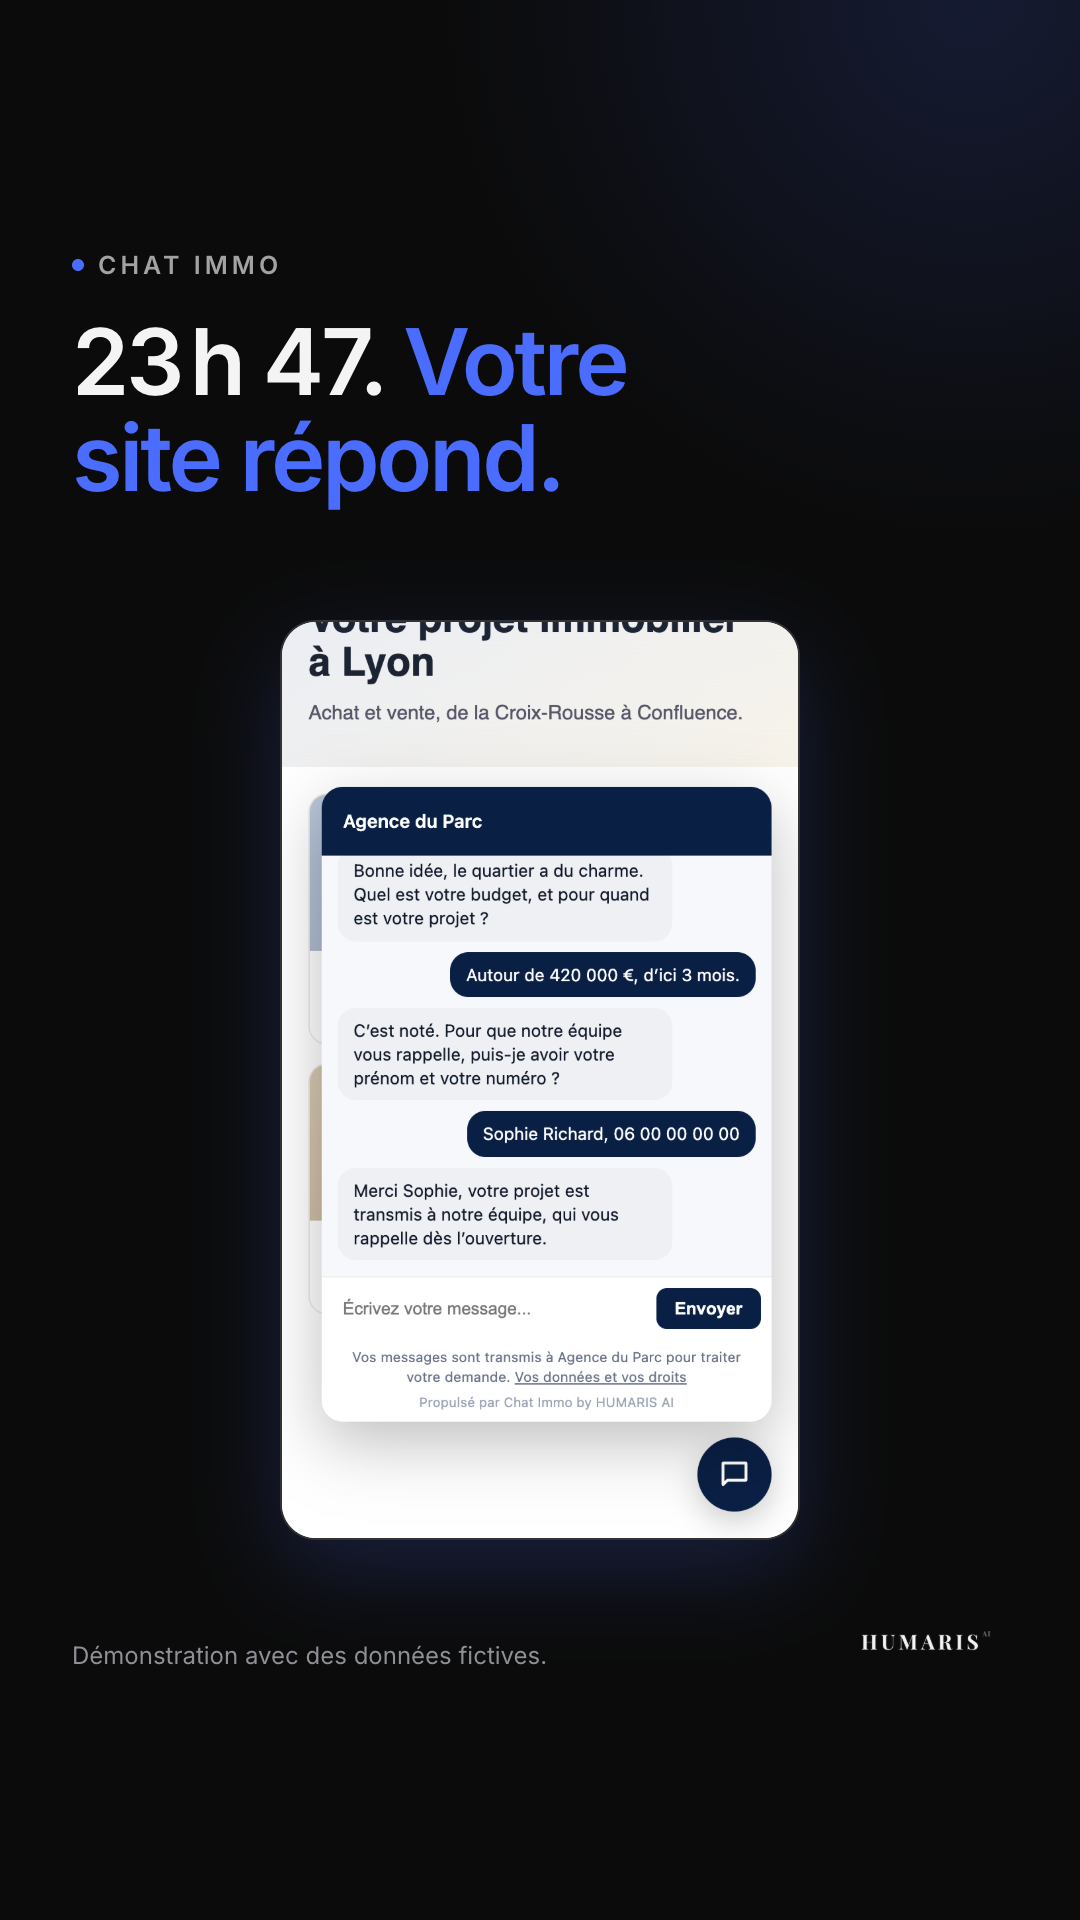 CHAT IMMO
23 h 47. Votre
site répond.
Votre projet immobilier
à Lyon
Achat et vente, de la Croix-Rousse à Confluence.
Agence du Parc
Bonne idée, le quartier a du charme.
Quel est votre budget, et pour quand
est votre projet ?
Autour de 420 000 €, d’ici 3 mois.
C’est noté. Pour que notre équipe
vous rappelle, puis-je avoir votre
prénom et votre numéro ?
Sophie Richard, 06 00 00 00 00
Merci Sophie, votre projet est
transmis à notre équipe, qui vous
rappelle dès l’ouverture.
Écrivez votre message...
Envoyer
Vos messages sont transmis à Agence du Parc pour traiter
votre demande. Vos données et vos droits
Propulsé par Chat Immo by HUMARIS AI
Démonstration avec des données fictives.
HUMARIS AI